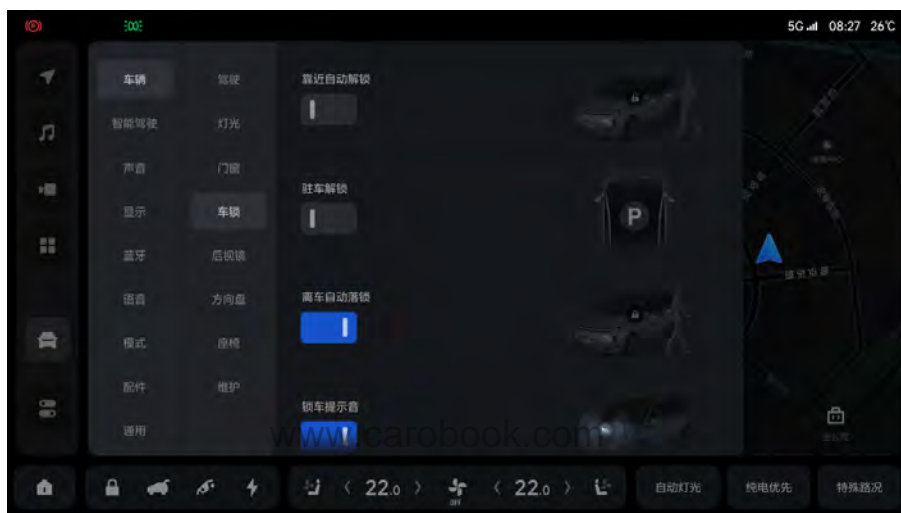 5G 08:27 26℃
车辆
智能驾驶
声音
显示
蓝牙
语音
模式
配件
通用
驾驶
灯光
门窗
车锁
后视镜
方向盘
座椅
维护
靠近自动解锁
驻车解锁
P
离车自动落锁
锁车提示音
www.carobook.com
22.0
OFF
22.0
自动灯光
纯电优先
特殊路况